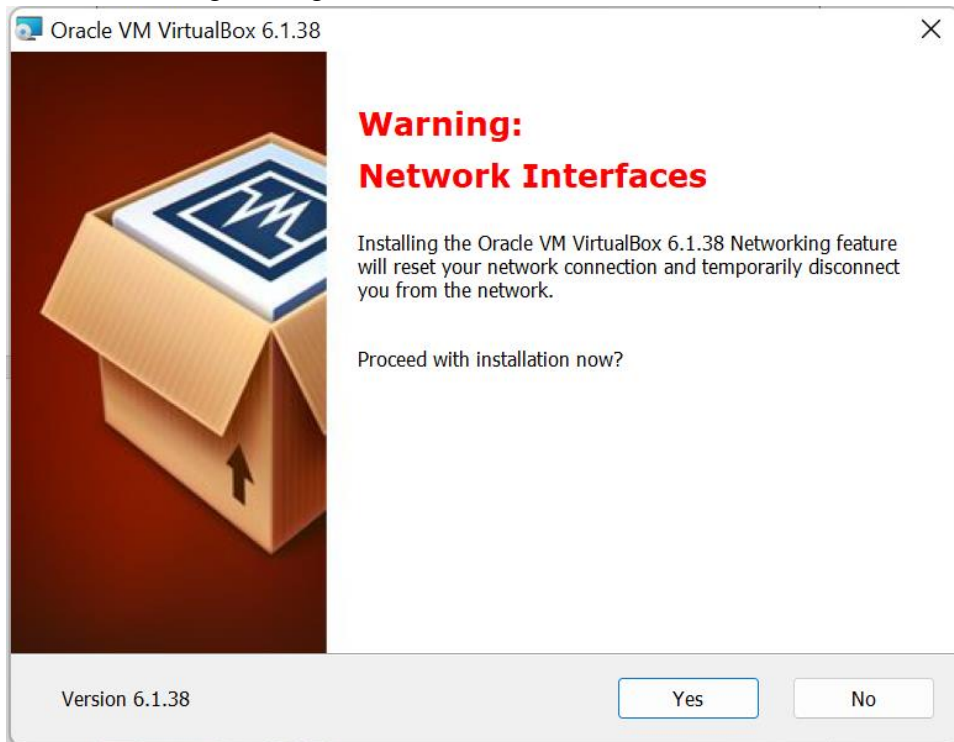 Oracle VM VirtualBox 6.1.38
Warning:
Network Interfaces
Installing the Oracle VM VirtualBox 6.1.38 Networking feature
will reset your network connection and temporarily disconnect
you from the network.
Proceed with installation now?
Version 6.1.38
Yes
No